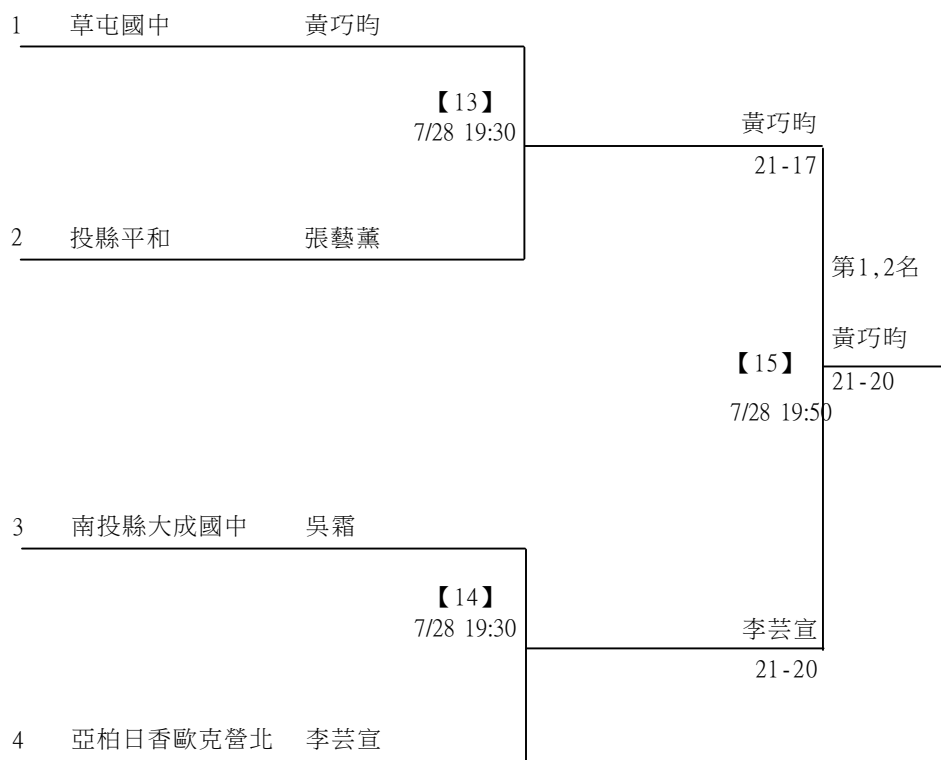 1 草屯國中 黃巧昀
【13】
7/28 19:30
黃巧昀
21-17
2 投縣平和 張藝薰
第1,2名
黃巧昀
【15】
21-20
7/28 19:50
3 南投縣大成國中 吳霜
【14】
7/28 19:30
李芸宣
21-20
4 亞柏日香歐克營北 李芸宣